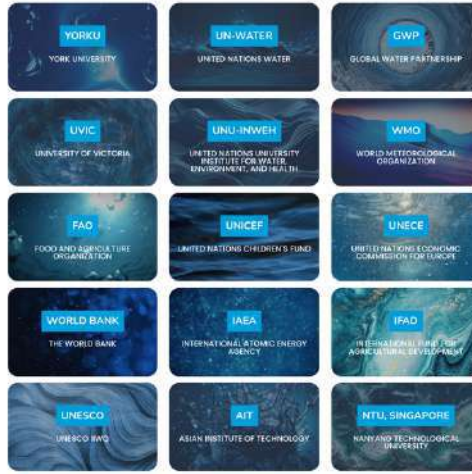 YORKU
YORK UNIVERSITY
UN-WATER
UNITED NATIONS WATER
GWP
GLOBAL WATER PARTNERSHIP
UVIC
UNIVERSITY OF VICTORIA
UNU-INWEH
UNITED NATIONS UNIVERSITY
INSTITUTE FOR WATER,
ENVIRONMENT, AND HEALTH
WMO
WORLD METEOROLOGICAL
ORGANIZATION
FAO
FOOD AND AGRICULTURE
ORGANIZATION
UNICEF
UNITED NATIONS CHILDREN'S FUND
UNECE
UNITED NATIONS ECONOMIC
COMMISSION FOR EUROPE
WORLD BANK
THE WORLD BANK
IAEA
INTERNATIONAL ATOMIC ENERGY
AGENCY
IFAD
INTERNATIONAL FUND FOR
AGRICULTURAL DEVELOPMENT
UNESCO
UNESCO IIWQ
AIT
ASIAN INSTITUTE OF TECHNOLOGY
NTU, SINGAPORE
NANYANG TECHNOLOGICAL
UNIVERSITY